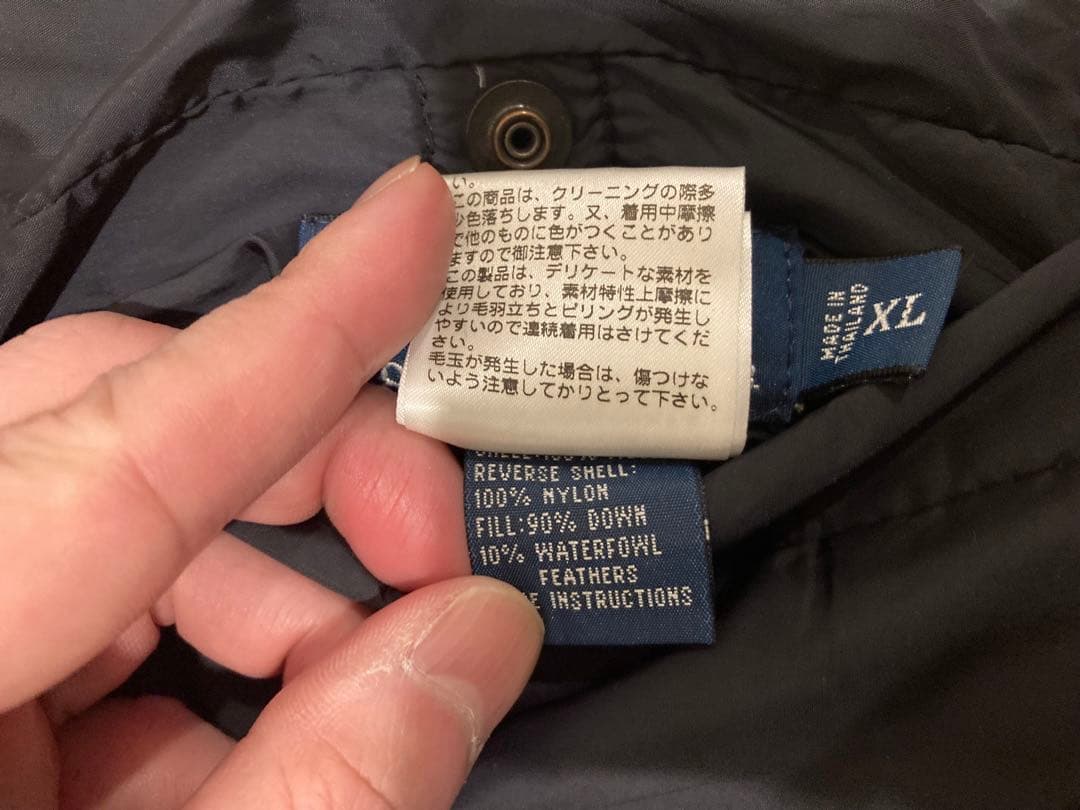 い。
この商品は、クリーニングの際多
少色落ちします。又、着用中摩擦
で他のものに色がつくことがあり
ますので御注意下さい。
この製品は、デリケートな素材を
使用しており、素材特性上摩擦に
より毛羽立ちとピリングが発生し
やすいので連続着用はさけてくだ
さい。
毛玉が発生した場合は、傷つけな
いよう注意してかりとって下さい。
MADE IN
THAILAND
XL
REVERSE SHELL:
100% NYLON
FILL:90% DOWN
10% WATERFOWL
FEATHERS
INSTRUCTIONS